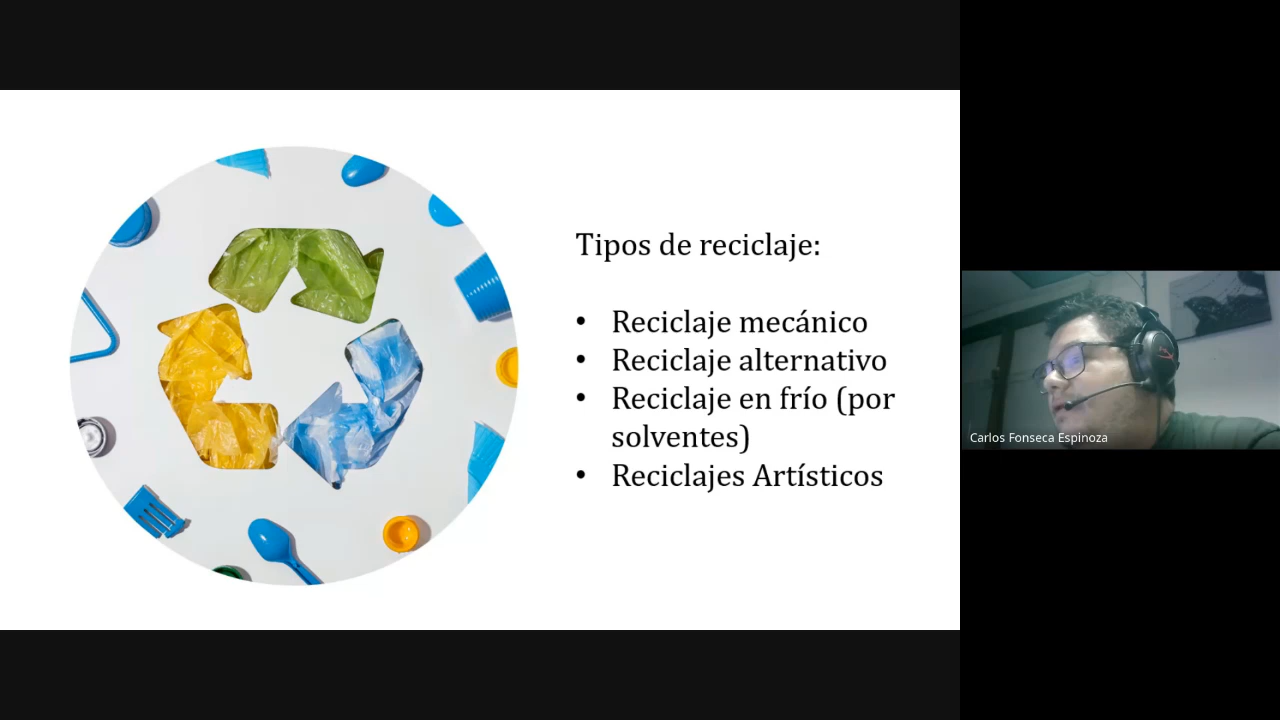 Tipos de reciclaje:
• Reciclaje mecánico
• Reciclaje alternativo
• Reciclaje en frío (por
solventes)
• Reciclajes Artísticos
Carlos Fonseca Espinoza